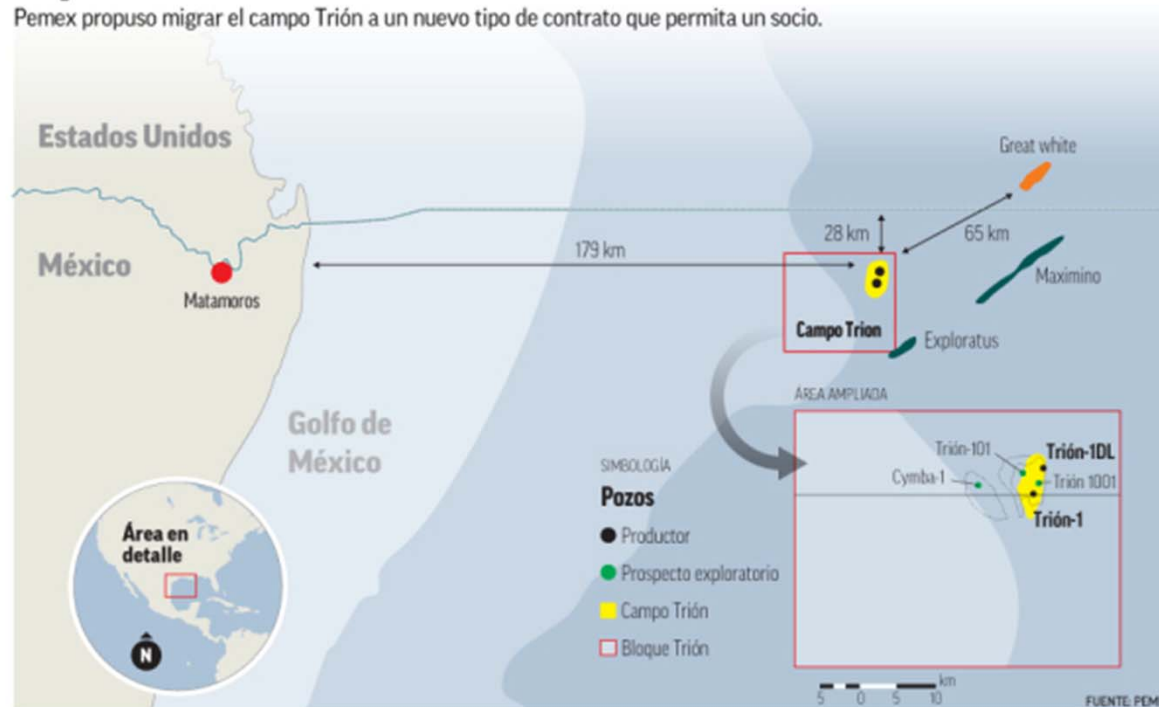 Pemex propuso migrar el campo Trión a un nuevo tipo de contrato que permita un socio.
Estados Unidos
México
Matamoros
179 km
28 km
65 km
Great white
Maximino
Exploratus
Campo Trion
Golfo de
México
ÁREA AMPLIADA
Trión-101
Trión-1DL
Cymba-1
Trión 1001
Trión-1
SIMBOLOGÍA
Pozos
Productor
Prospecto exploratorio
Campo Trión
Bloque Trión
Área en
detalle
N
km
5 0 5 10
FUENTE: PEM